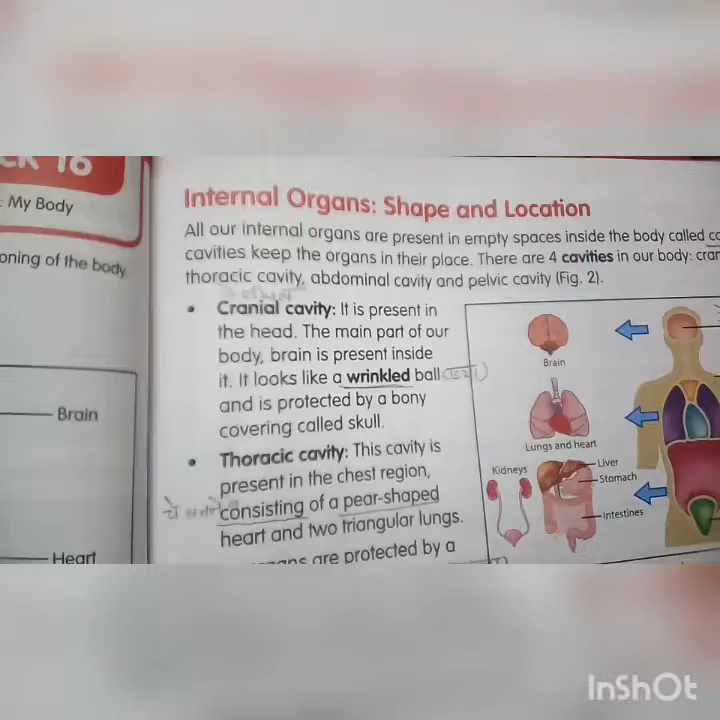 16
: My Body
oning of the body
Brain
Heart
Internal Organs: Shape and Location
All our internal organs are present in empty spaces inside the body called
cavities keep the organs in their place. There are 4 cavities in our body:
thoracic cavity, abdominal cavity and pelvic cavity (Fig. 2).
• Cranial cavity: It is present in
the head. The main part of our
body, brain is present inside
it. It looks like a wrinkled ball
and is protected by a bony
covering called skull.
• Thoracic cavity: This cavity is
present in the chest region,
consisting of a pear-shaped
heart and two triangular lungs.
are protected by a
Brain
Lungs and heart
Kidneys
Liver
Stomach
Intestines
InShOt